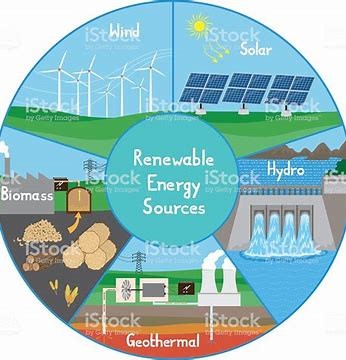 Wind
Solar
iStock
by Getty Images
iStock
by Getty Images
iStock
by Getty Images
Renewable
Energy
Sources
Biomass
Hydro
iStock
by Getty Images
iStock
by Getty Images
iStock
by Getty Images
iStock
by Getty Images
iStock
by Getty Images
iStock
by Getty Images
Geothermal